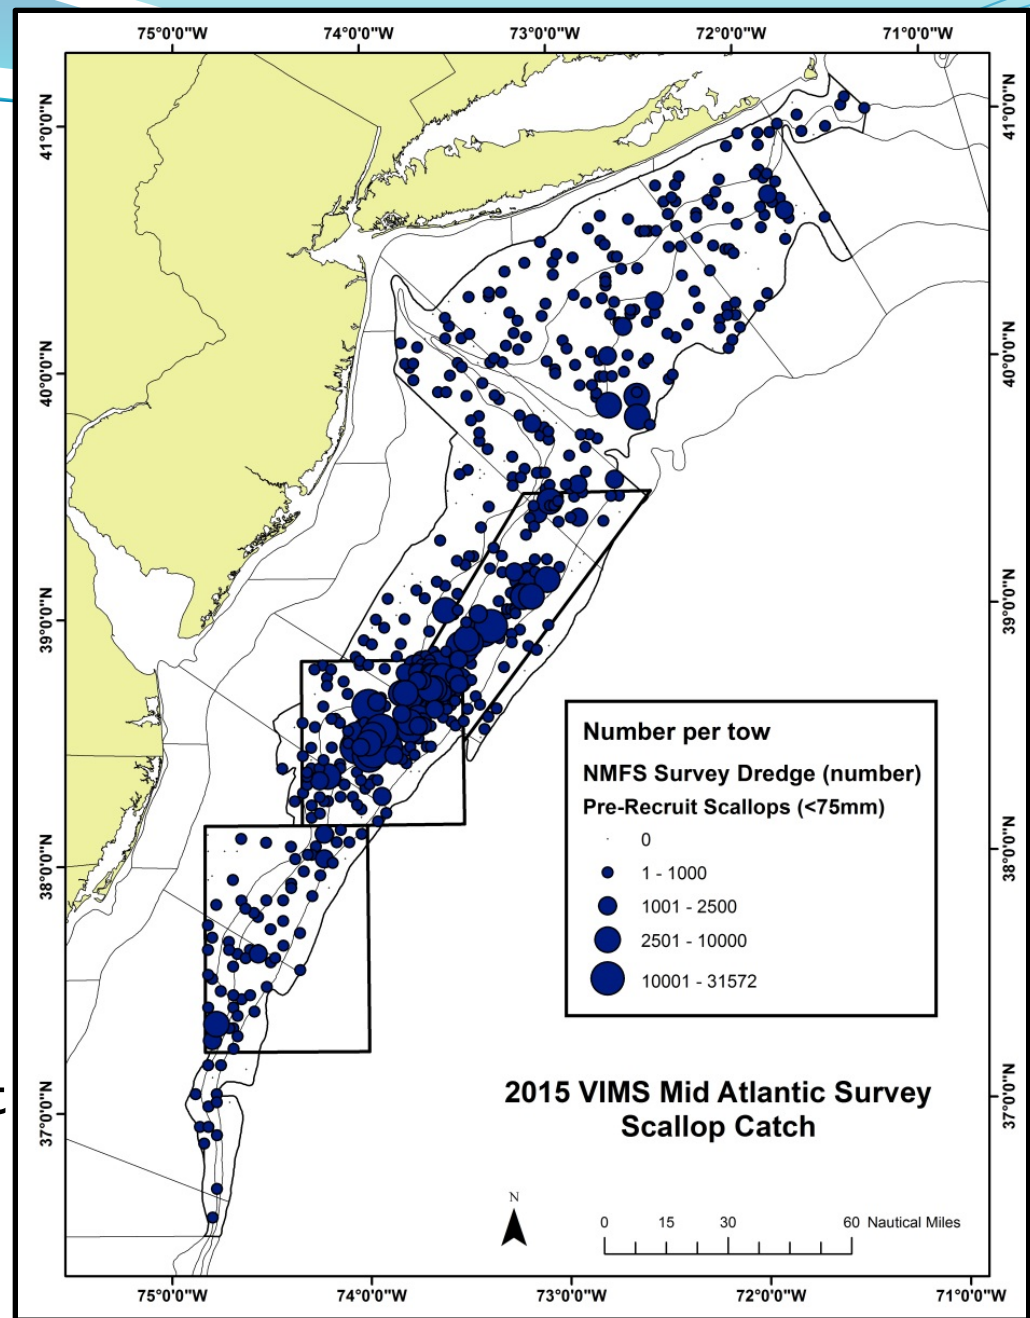 75°0'0"W 74°0'0"W 73°0'0"W 72°0'0"W 71°0'0"W
41°0'0"N
41°0'0"N
40°0'0"N
40°0'0"N
39°0'0"N
39°0'0"N
38°0'0"N
38°0'0"N
37°0'0"N
37°0'0"N
Number per tow
NMFS Survey Dredge (number)
Pre-Recruit Scallops (<75mm)
0
1 - 1000
1001 - 2500
2501 - 10000
10001 - 31572
2015 VIMS Mid Atlantic Survey
Scallop Catch
N
0 15 30 60 Nautical Miles
75°0'0"W 74°0'0"W 73°0'0"W 72°0'0"W 71°0'0"W